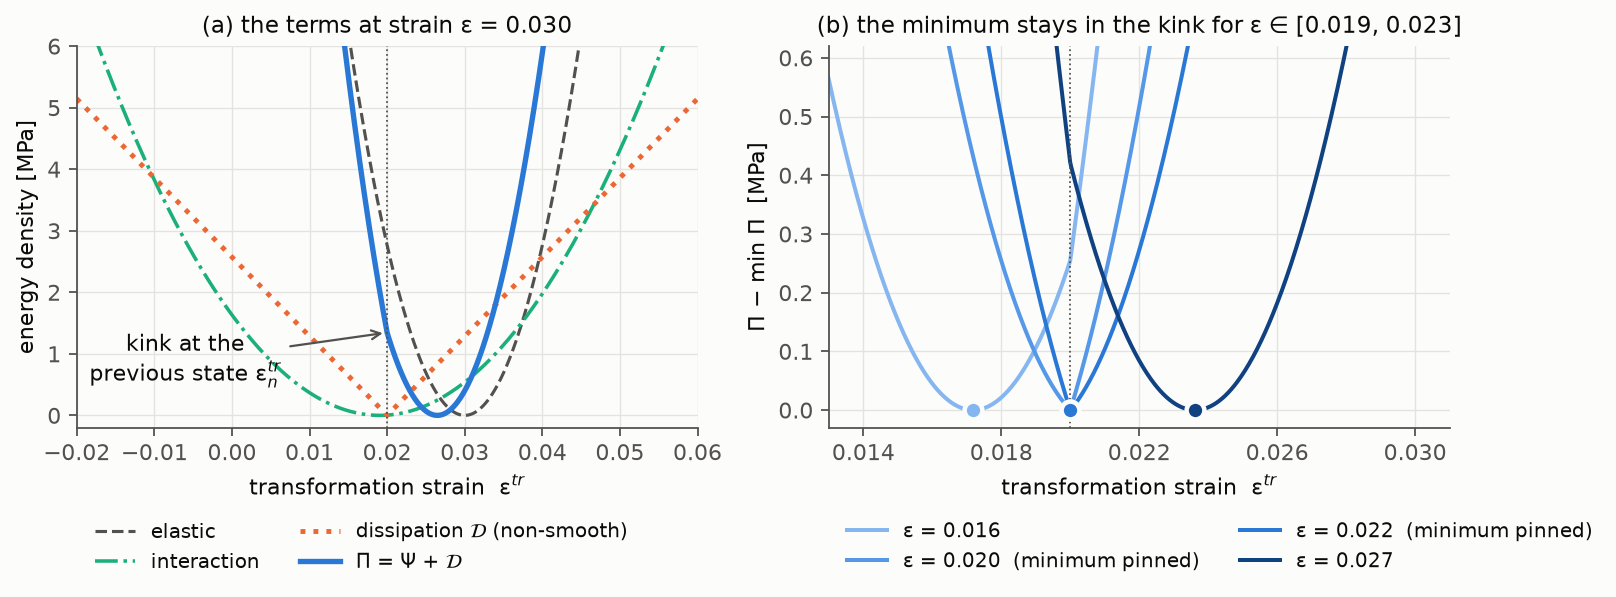 (a) the terms at strain ε = 0.030
energy density [MPa]
6
5
4
3
2
1
0
kink at the
previous state ε_n^{tr}
−0.02 −0.01 0.00 0.01 0.02 0.03 0.04 0.05 0.06
transformation strain ε^{tr}
elastic
interaction
dissipation 𝒟 (non-smooth)
Π = Ψ + 𝒟
(b) the minimum stays in the kink for ε ∈ [0.019, 0.023]
Π − min Π [MPa]
0.6
0.5
0.4
0.3
0.2
0.1
0.0
0.014 0.018 0.022 0.026 0.030
transformation strain ε^{tr}
ε = 0.016
ε = 0.020 (minimum pinned)
ε = 0.022 (minimum pinned)
ε = 0.027